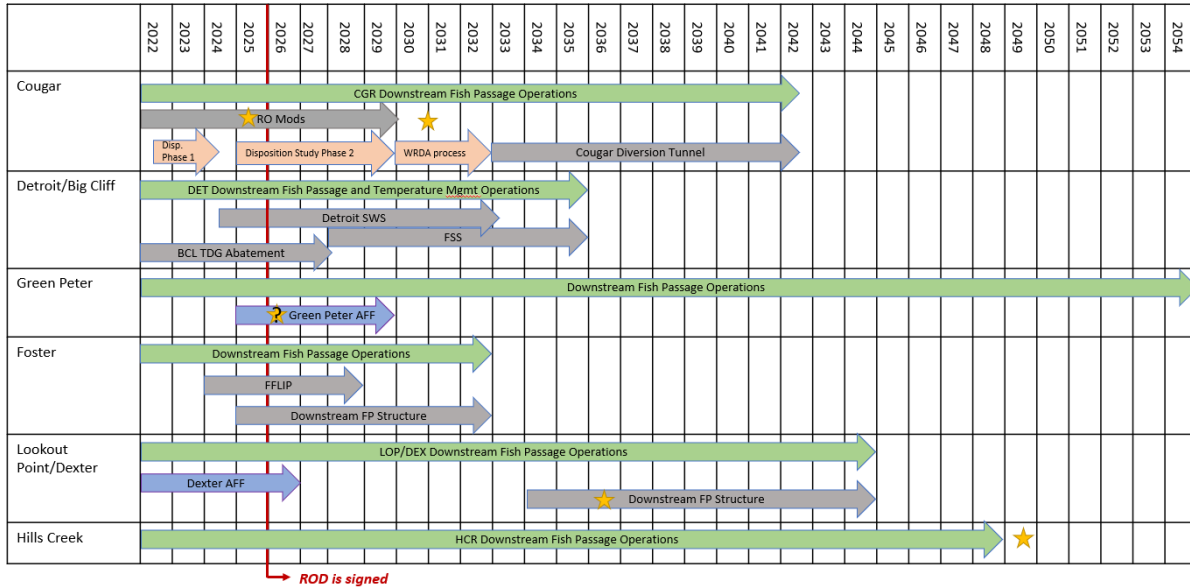 2022 2023 2024 2025 2026 2027 2028 2029 2030 2031 2032 2033 2034 2035 2036 2037 2038 2039 2040 2041 2042 2043 2044 2045 2046 2047 2048 2049 2050 2051 2052 2053 2054
Cougar
CGR Downstream Fish Passage Operations
RO Mods
Disp.
Phase 1
Disposition Study Phase 2
WRDA process
Cougar Diversion Tunnel
Detroit/Big Cliff
DET Downstream Fish Passage and Temperature Mgmt Operations
Detroit SWS
FSS
BCL TDG Abatement
Green Peter
Downstream Fish Passage Operations
? Green Peter AFF
Foster
Downstream Fish Passage Operations
FFLIP
Downstream FP Structure
Lookout
Point/Dexter
LOP/DEX Downstream Fish Passage Operations
Dexter AFF
Downstream FP Structure
Hills Creek
HCR Downstream Fish Passage Operations
ROD is signed